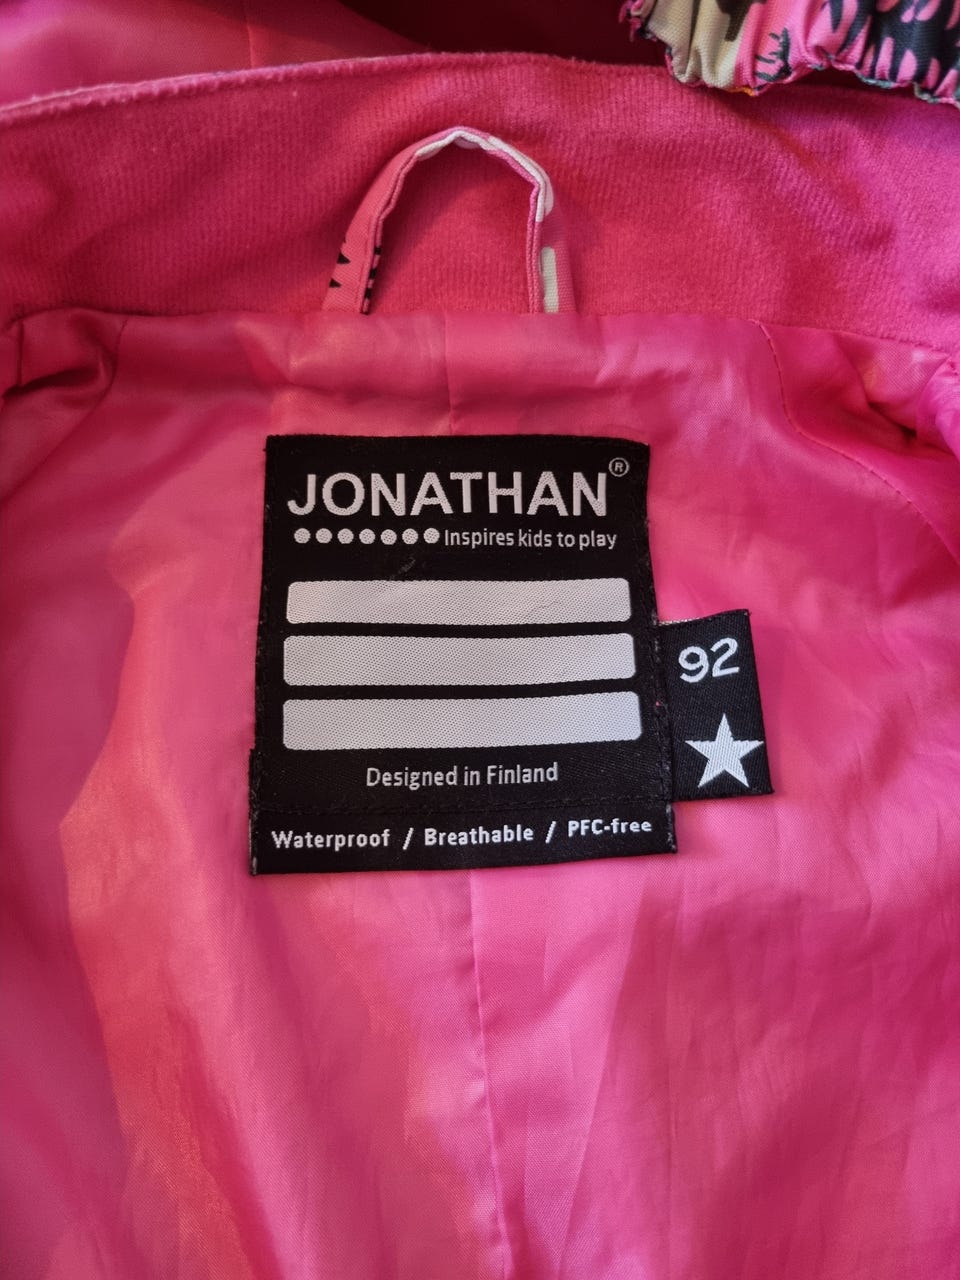 JONATHAN®
Inspires kids to play
92
Designed in Finland
Waterproof / Breathable / PFC-free